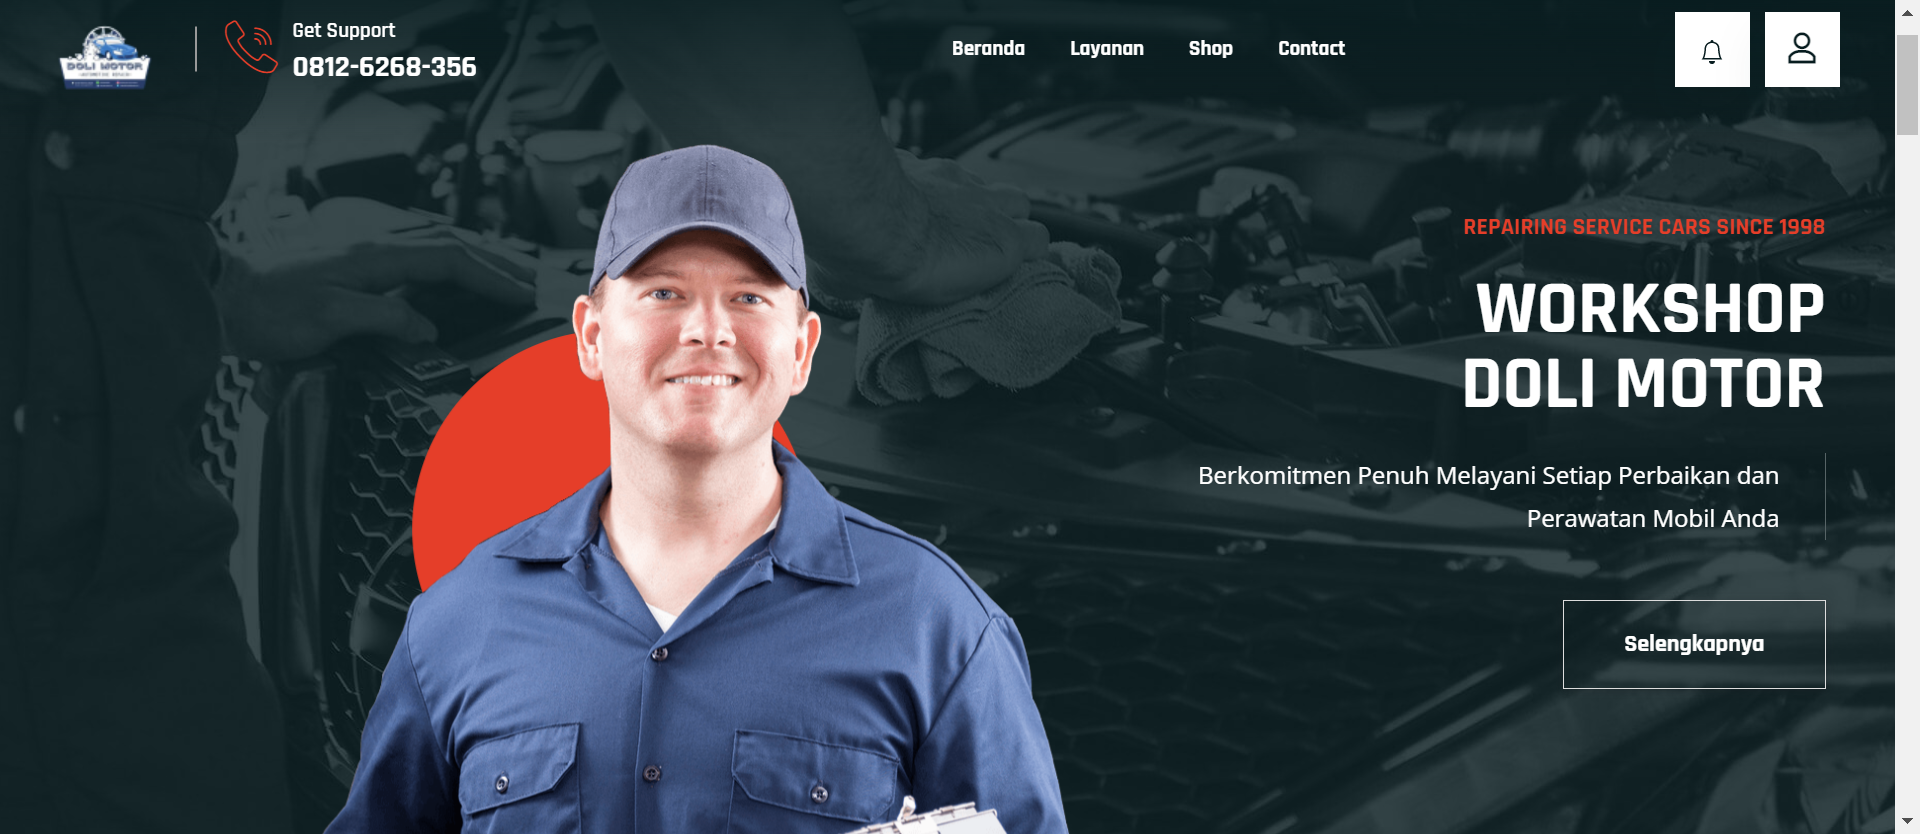 DOLI MOTOR
Get Support
0812-6268-356
Beranda
Layanan
Shop
Contact
REPAIRING SERVICE CARS SINCE 1998
WORKSHOP
DOLI MOTOR
Berkomitmen Penuh Melayani Setiap Perbaikan dan
Perawatan Mobil Anda
Selengkapnya